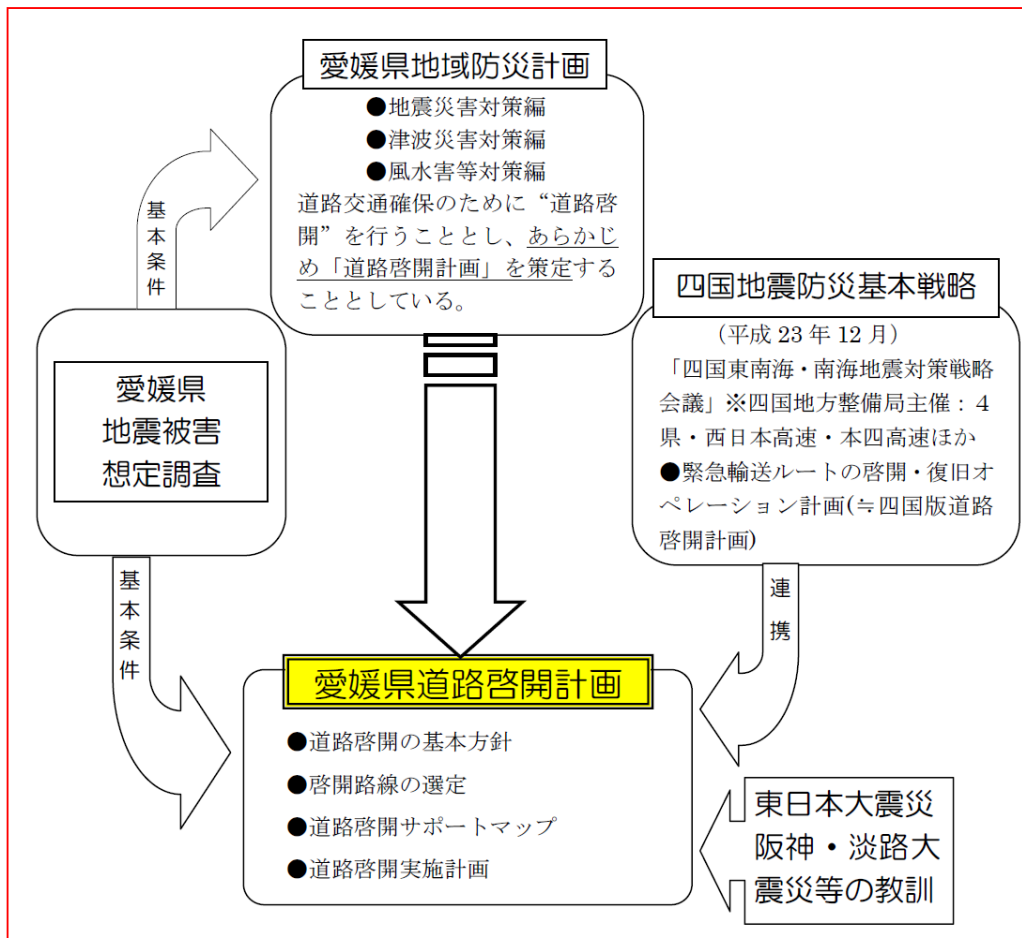 愛媛県地域防災計画
●地震災害対策編
●津波災害対策編
●風水害等対策編
道路交通確保のために“道路啓
開”を行うこととし、あらかじ
め「道路啓開計画」を策定する
こととしている。
基本条件
愛媛県
地震被害
想定調査
基本条件
四国地震防災基本戦略
（平成 23 年 12 月）
「四国東南海・南海地震対策戦略
会議」※四国地方整備局主催：４
県・西日本高速・本四高速ほか
●緊急輸送ルートの啓開・復旧オ
ペレーション計画(≒四国版道路
啓開計画)
連携
愛媛県道路啓開計画
●道路啓開の基本方針
●啓開路線の選定
●道路啓開サポートマップ
●道路啓開実施計画
東日本大震災
阪神・淡路大
震災等の教訓